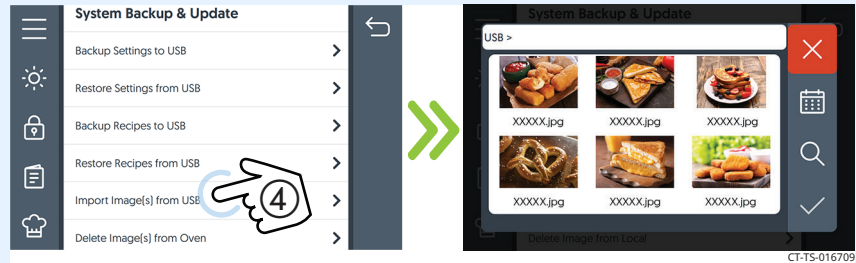 System Backup & Update
Backup Settings to USB
Restore Settings from USB
Backup Recipes to USB
Restore Recipes from USB
Import Image(s) from USB
4
Delete Image(s) from Oven
System Backup & Update
USB >
XXXXX.jpg XXXXX.jpg XXXXX.jpg
XXXXX.jpg XXXXX.jpg XXXXX.jpg
Delete Image from Local
CT-TS-016709